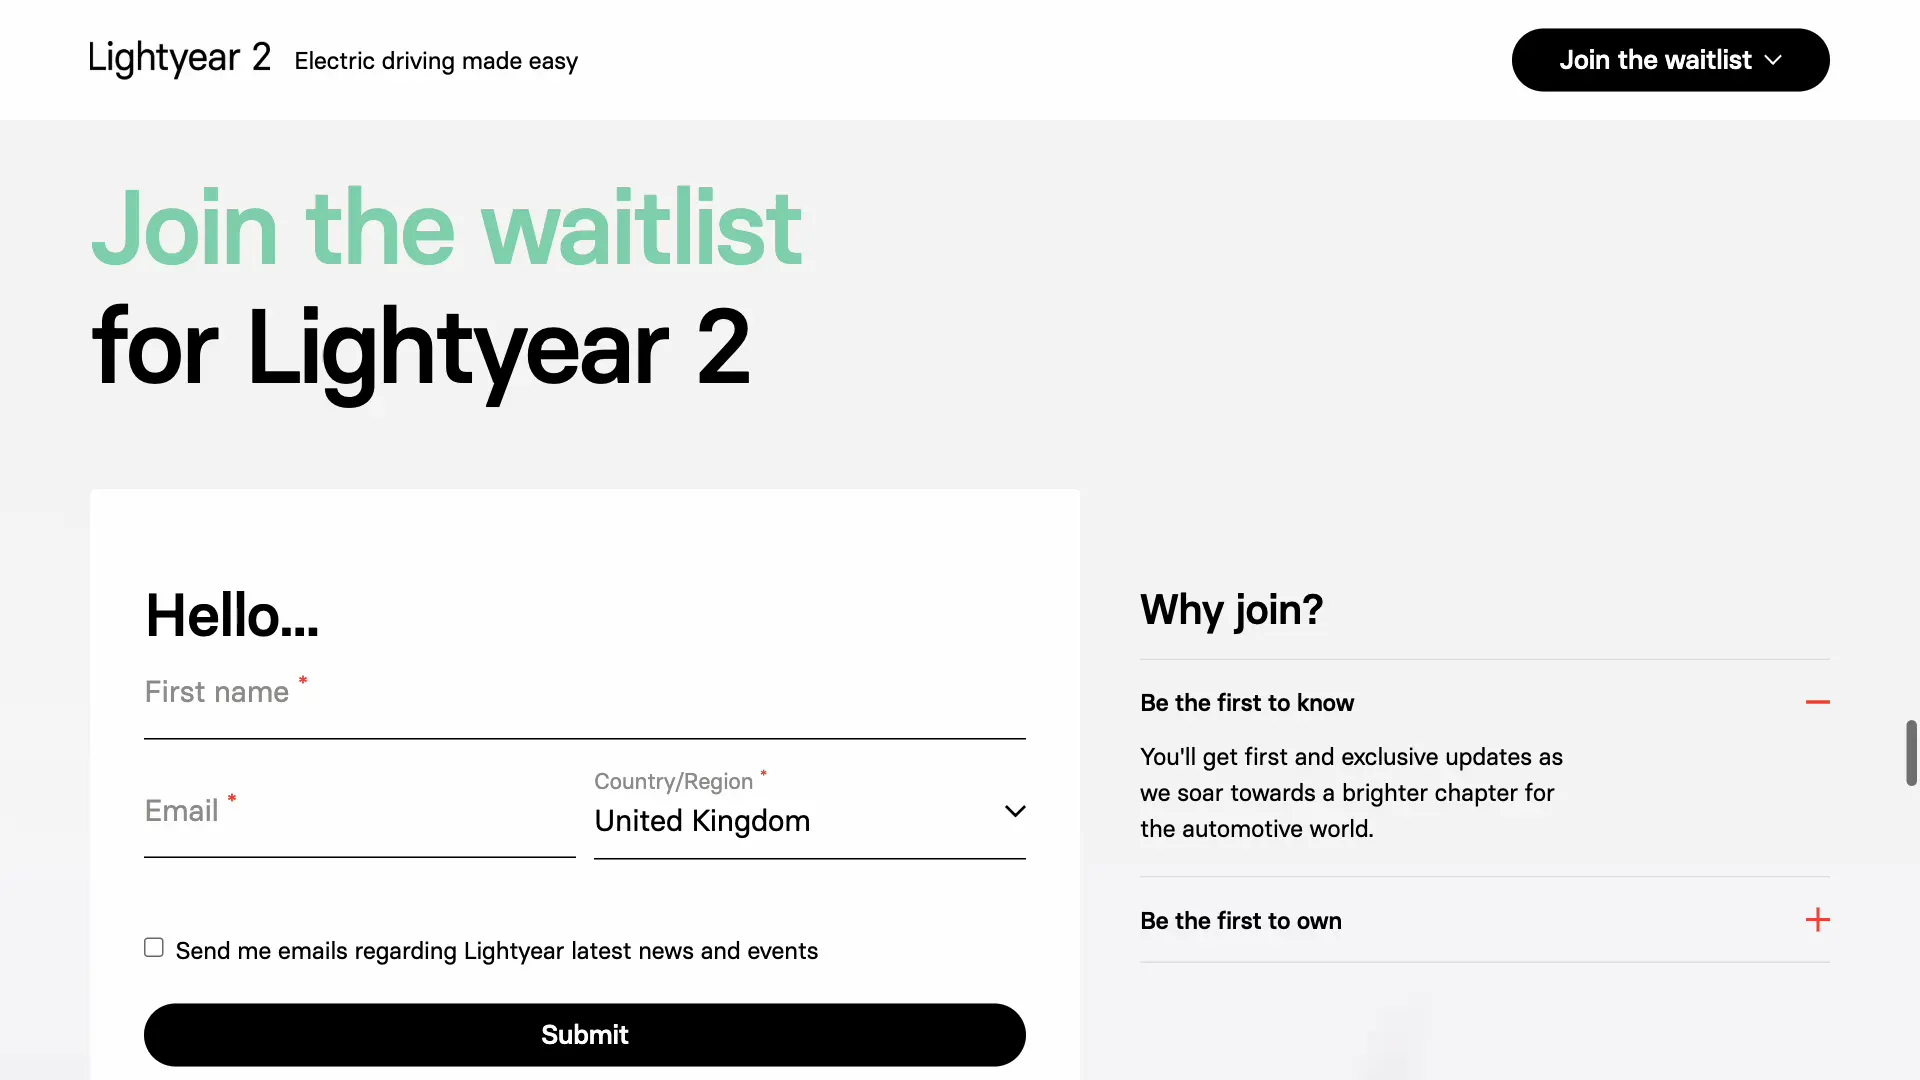 Lightyear 2
Electric driving made easy
Join the waitlist
Join the waitlist
for Lightyear 2
Hello...
First name *
Email *
Country/Region *
United Kingdom
Send me emails regarding Lightyear latest news and events
Submit
Why join?
Be the first to know
You'll get first and exclusive updates as
we soar towards a brighter chapter for
the automotive world.
Be the first to own